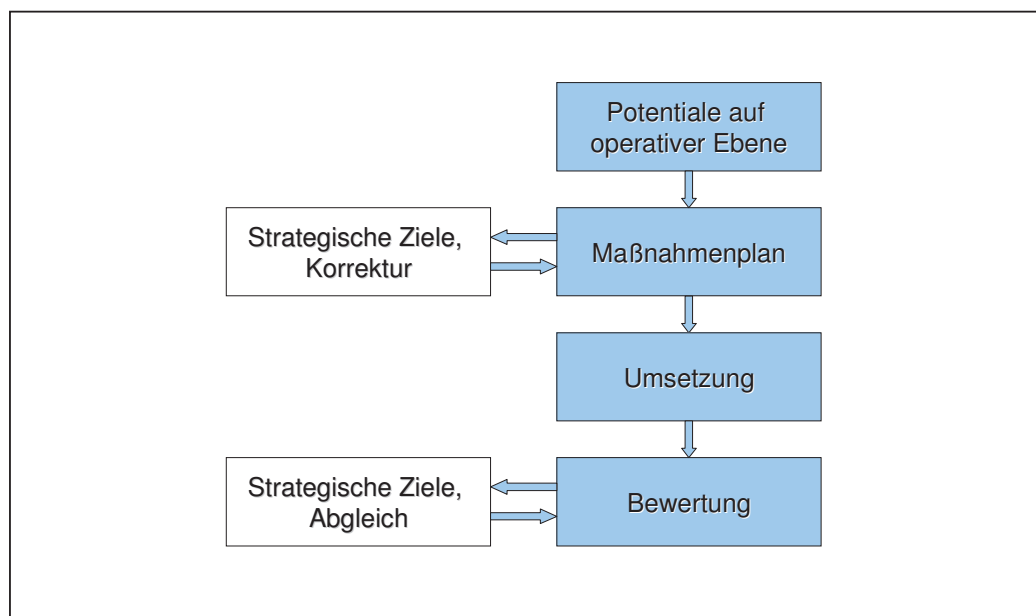 Potentiale auf
operativer Ebene
Strategische Ziele,
Korrektur
Maßnahmenplan
Umsetzung
Strategische Ziele,
Abgleich
Bewertung